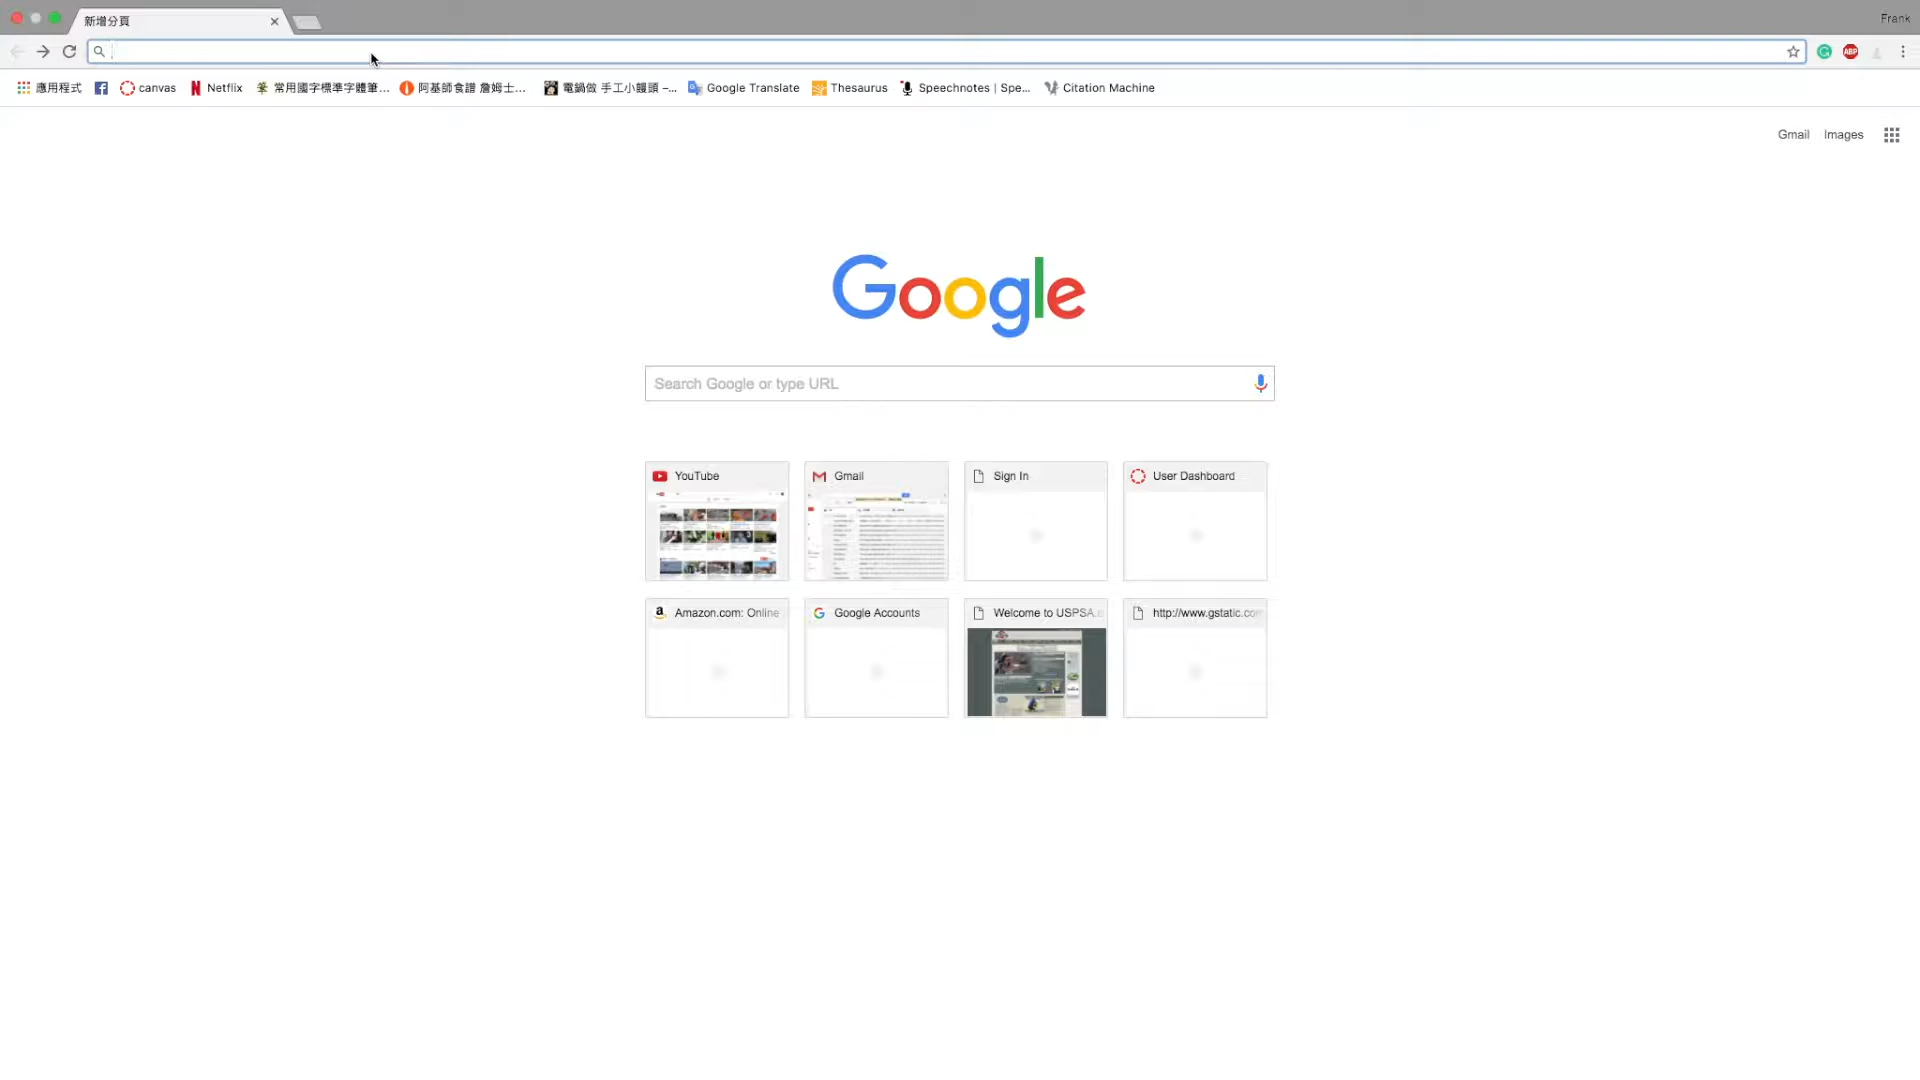 新增分頁
Frank
應用程式 canvas Netflix 常用國字標準字體筆... 阿基師食譜 詹姆士... 電鍋做 手工小饅頭 –... Google Translate Thesaurus Speechnotes | Spe... Citation Machine
Gmail Images
Google
Search Google or type URL
YouTube Gmail Sign In User Dashboard
Amazon.com: Online Google Accounts Welcome to USPSA. http://www.gstatic.com